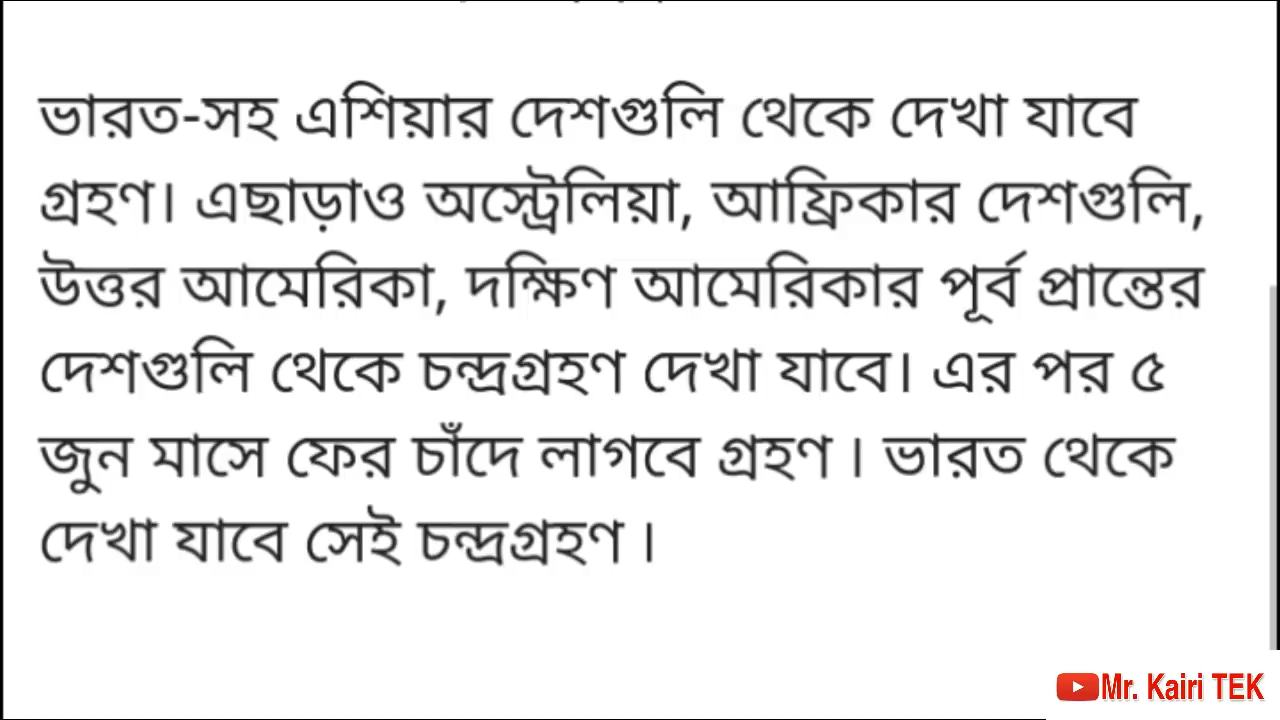 ভারত-সহ এশিয়ার দেশগুলি থেকে দেখা যাবে
গ্রহণ। এছাড়াও অস্ট্রেলিয়া, আফ্রিকার দেশগুলি,
উত্তর আমেরিকা, দক্ষিণ আমেরিকার পূর্ব প্রান্তের
দেশগুলি থেকে চন্দ্রগ্রহণ দেখা যাবে। এর পর ৫
জুন মাসে ফের চাঁদে লাগবে গ্রহণ । ভারত থেকে
দেখা যাবে সেই চন্দ্রগ্রহণ ।
Mr. Kairi TEK